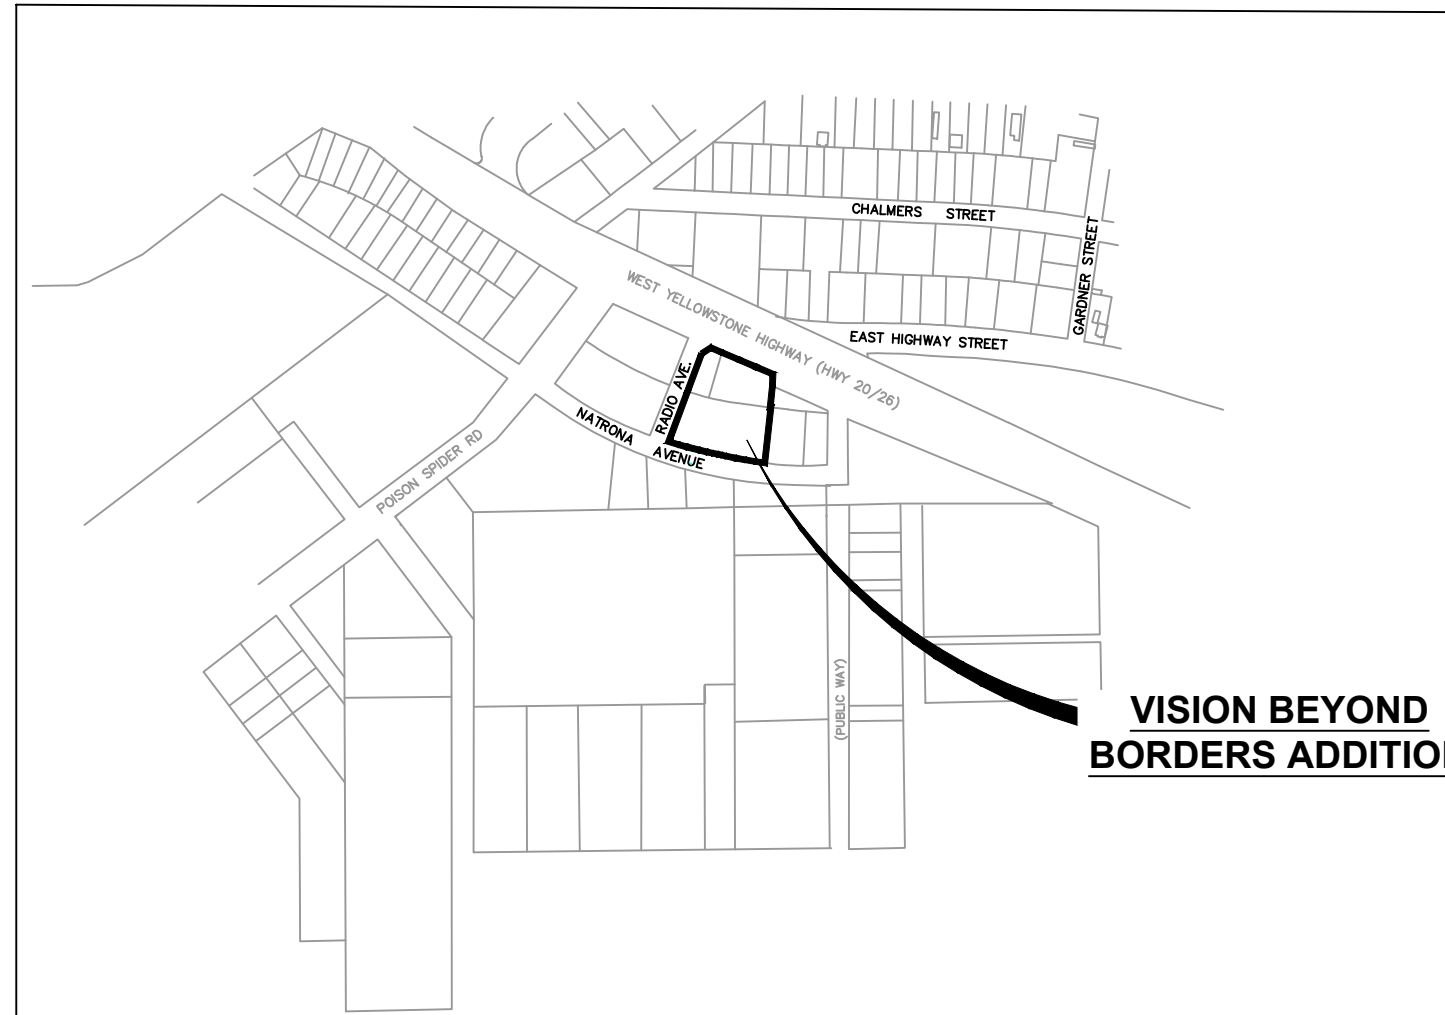 CHALMERS STREET
GARDNER STREET
WEST YELLOWSTONE HIGHWAY (HWY 20/26)
EAST HIGHWAY STREET
RADIO AVE.
NATRONA
AVENUE
POISON SPIDER RD
(PUBLIC WAY)
VISION BEYOND
BORDERS ADDITIO